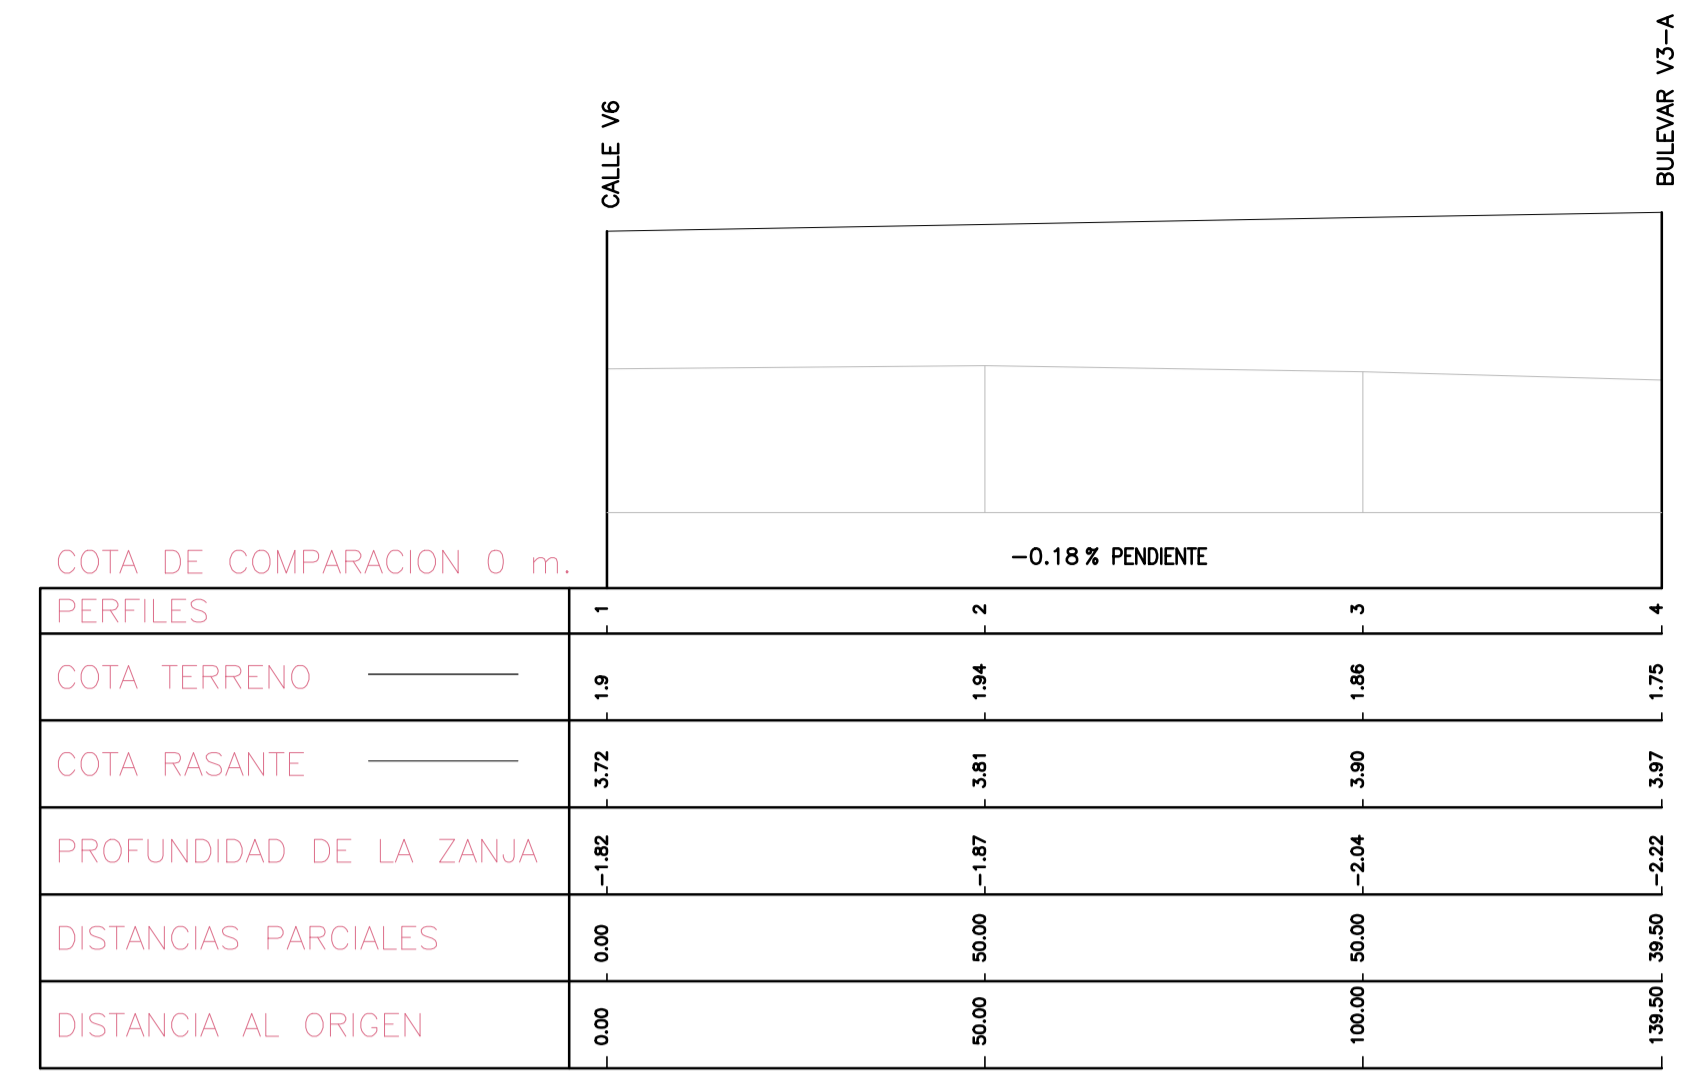 CALLE V6
BULEVAR V3-A
-0.18% PENDIENTE
COTA DE COMPARACION 0 m.
PERFILES 1 2 3 4
COTA TERRENO 1.9 1.94 1.86 1.75
COTA RASANTE 3.72 3.81 3.90 3.97
PROFUNDIDAD DE LA ZANJA -1.82 -1.87 -2.04 -2.22
DISTANCIAS PARCIALES 0.00 50.00 50.00 39.50
DISTANCIA AL ORIGEN 0.00 50.00 100.00 139.50